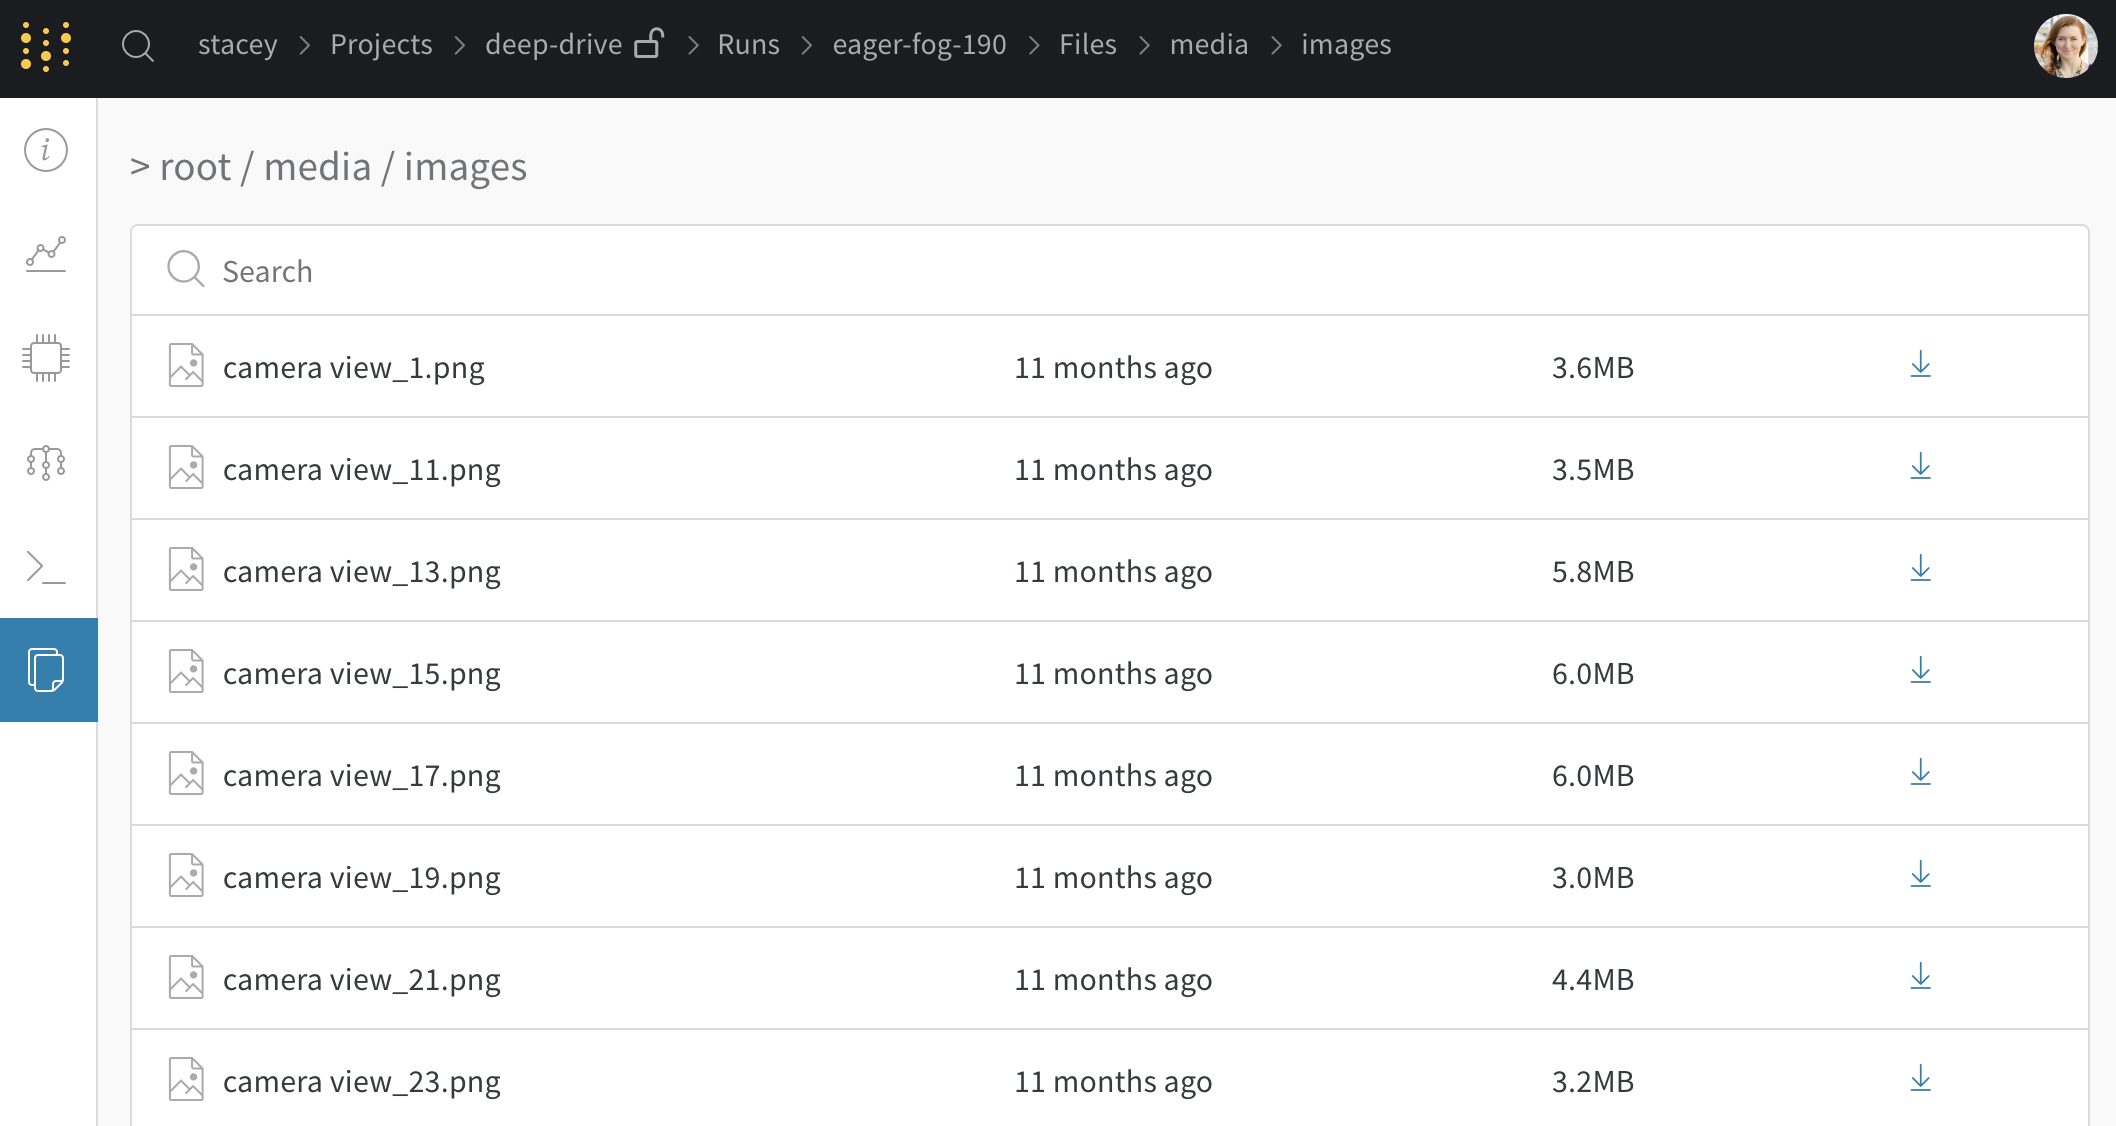 stacey > Projects > deep-drive > Runs > eager-fog-190 > Files > media > images
> root / media / images
Search
camera view_1.png 11 months ago 3.6MB
camera view_11.png 11 months ago 3.5MB
camera view_13.png 11 months ago 5.8MB
camera view_15.png 11 months ago 6.0MB
camera view_17.png 11 months ago 6.0MB
camera view_19.png 11 months ago 3.0MB
camera view_21.png 11 months ago 4.4MB
camera view_23.png 11 months ago 3.2MB